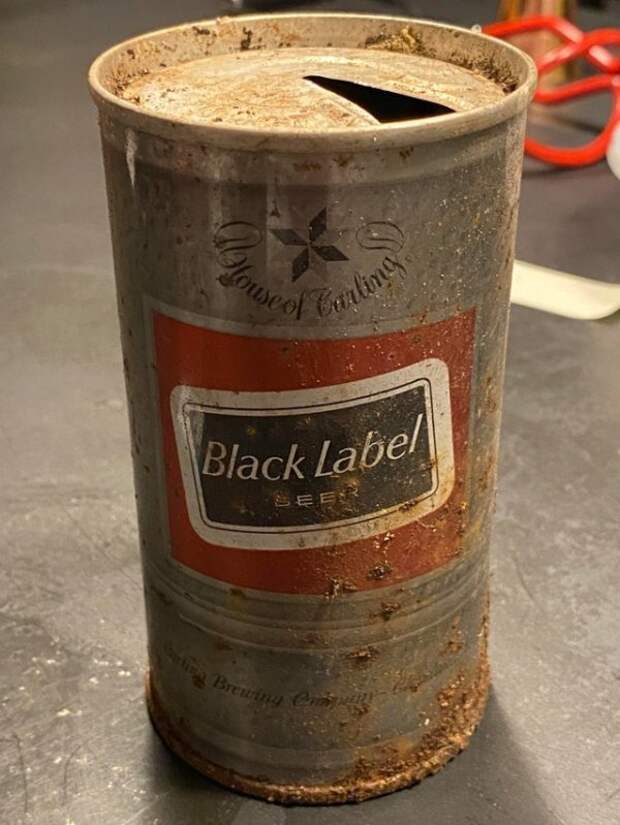 House of Carling
Black Label
BEER
Brewing Company